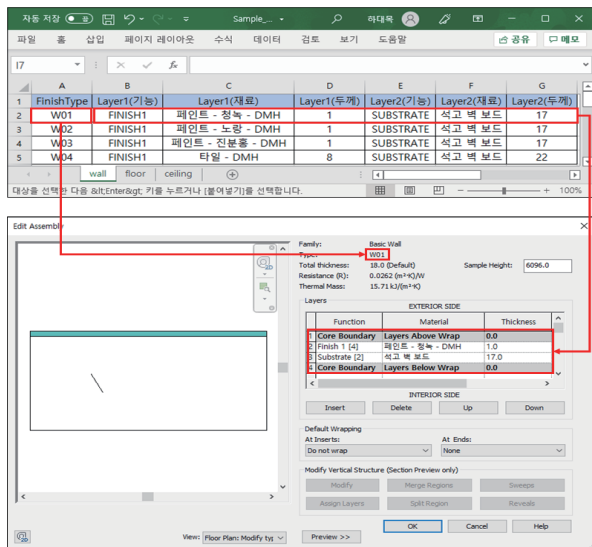 자동 저장 Sample_... 하대목
파일 홈 삽입 페이지 레이아웃 수식 데이터 검토 보기 도움말 공유 메모
I7 fx
A B C D E F G
1 FinishType Layer1(기능) Layer1(재료) Layer1(두께) Layer2(기능) Layer2(재료) Layer2(두께)
2 W01 FINISH1 페인트 - 청녹 - DMH 1 SUBSTRATE 석고 벽 보드 17
3 W02 FINISH1 페인트 - 노랑 - DMH 1 SUBSTRATE 석고 벽 보드 17
4 W03 FINISH1 페인트 - 진분홍 - DMH 1 SUBSTRATE 석고 벽 보드 17
5 W04 FINISH1 타일 - DMH 8 SUBSTRATE 석고 벽 보드 22
wall floor ceiling
대상을 선택한 다음 &lt;Enter&gt; 키를 누르거나 [붙여넣기]를 선택합니다. 100%
Edit Assembly
Family: Basic Wall
Type: W01
Total thickness: 18.0 (Default) Sample Height: 6096.0
Resistance (R): 0.0262 (m²·K)/W
Thermal Mass: 15.71 kJ/(m²·K)
Layers
EXTERIOR SIDE
Function Material Thickness
1 Core Boundary Layers Above Wrap 0.0
2 Finish 1 [4] 페인트 - 청녹 - DMH 1.0
3 Substrate [2] 석고 벽 보드 17.0
4 Core Boundary Layers Below Wrap 0.0
INTERIOR SIDE
Insert Delete Up Down
Default Wrapping
At Inserts: At Ends:
Do not wrap None
Modify Vertical Structure (Section Preview only)
Modify Merge Regions Sweeps
Assign Layers Split Region Reveals
OK Cancel Help
View: Floor Plan: Modify typ Preview >>